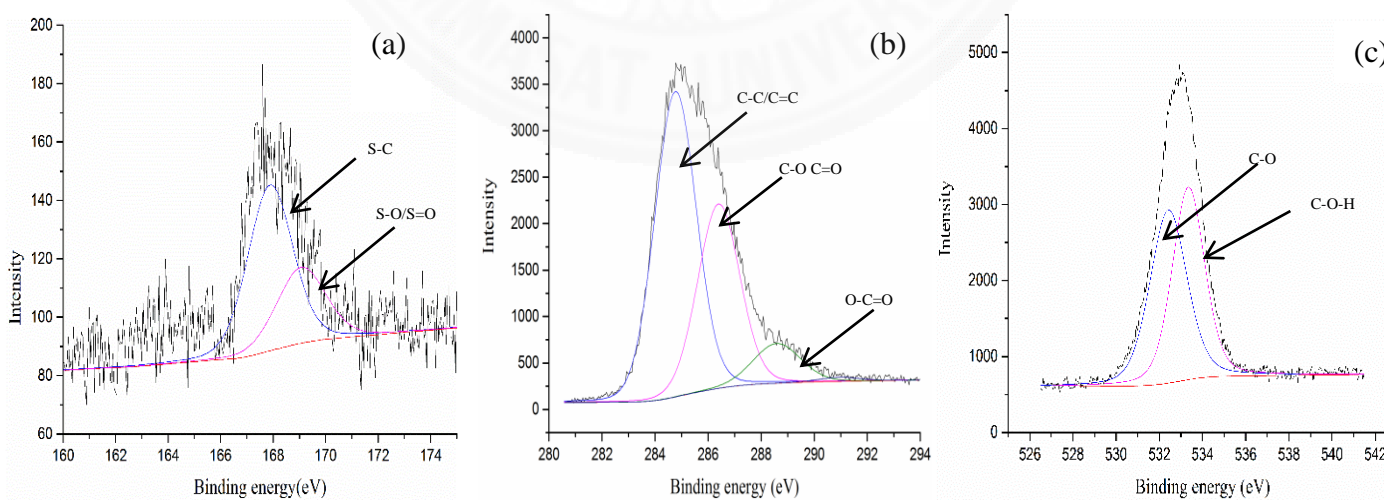 (a)
200
180
160
140
120
100
80
60
Intensity
S-C
S-O/S=O
160 162 164 166 168 170 172 174
Binding energy(eV)
(b)
4000
3500
3000
2500
2000
1500
1000
500
0
Intensity
C-C/C=C
C-O C=O
O-C=O
280 282 284 286 288 290 292 294
Binding energy (eV)
(c)
5000
4000
3000
2000
1000
0
Intensity
C-O
C-O-H
526 528 530 532 534 536 538 540 542
Binding energy (eV)